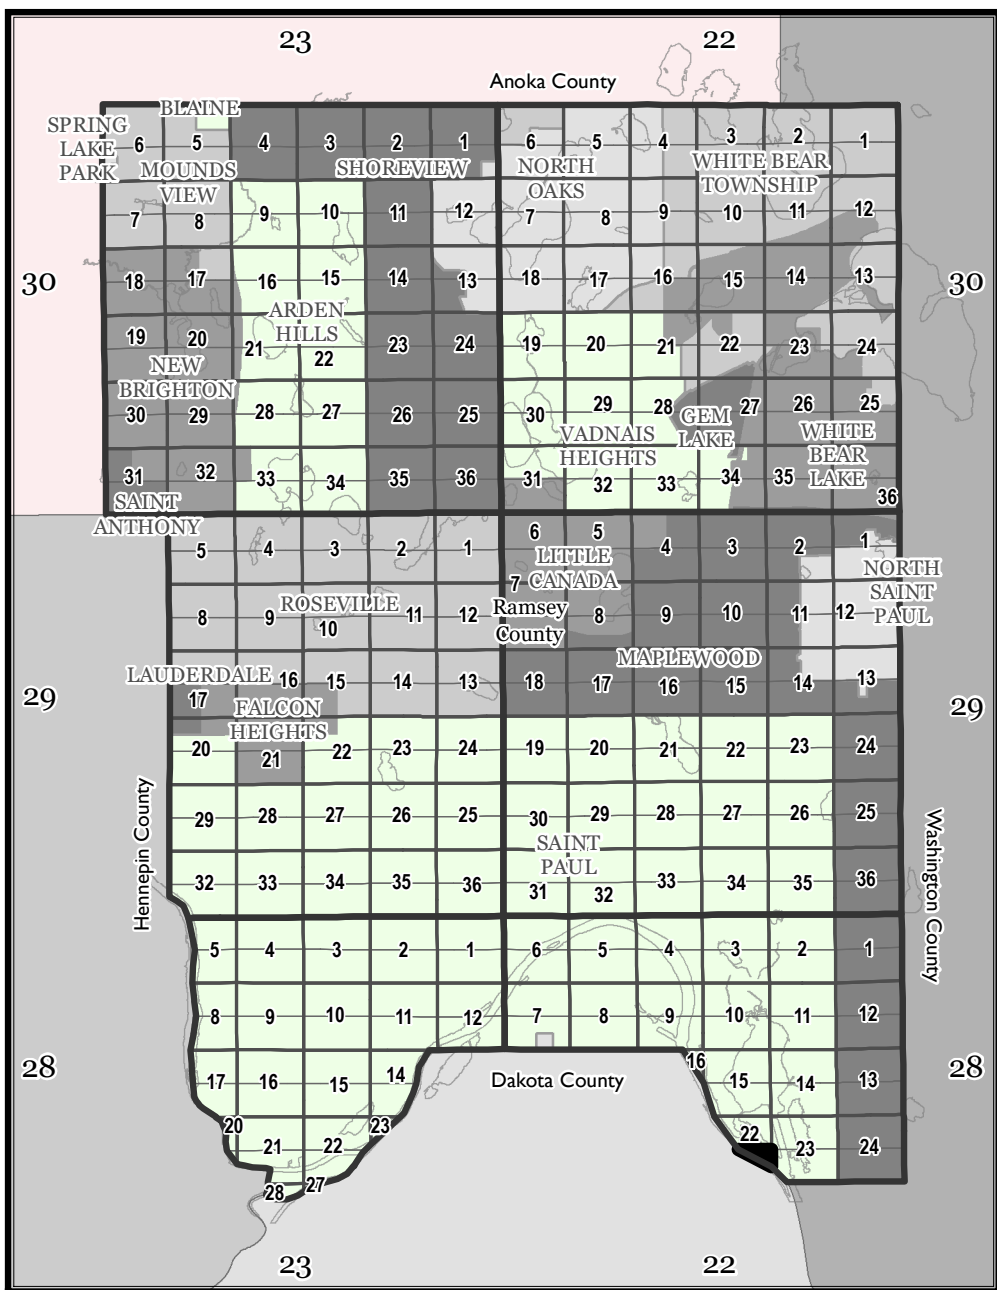 23 22
Anoka County
BLAINE
SPRING
LAKE
PARK
6 5 4 3 2 1 6 5 4 3 2 1
MOUNDS
VIEW
SHOREVIEW
NORTH
OAKS
WHITE BEAR
TOWNSHIP
7 8 9 10 11 12 7 8 9 10 11 12
30 30
18 17 16 15 14 13 18 17 16 15 14 13
ARDEN
HILLS
19 20 21 22 23 24 19 20 21 22 23 24
NEW
BRIGHTON
30 29 28 27 26 25 30 29 28 27 26 25
GEM
LAKE
VADNAIS
HEIGHTS
WHITE
BEAR
LAKE
31 32 33 34 35 36 31 32 33 34 35 36
SAINT
ANTHONY
5 4 3 2 1 6 5 4 3 2 1
LITTLE
CANADA
NORTH
SAINT
PAUL
8 9 10 11 12 7 8 9 10 11 12
ROSEVILLE
Ramsey
County
MAPLEWOOD
LAUDERDALE
17 16 15 14 13 18 17 16 15 14 13
29 29
FALCON
HEIGHTS
20 21 22 23 24 19 20 21 22 23 24
Hennepin County
Washington County
29 28 27 26 25 30 29 28 27 26 25
SAINT
PAUL
32 33 34 35 36 31 32 33 34 35 36
5 4 3 2 1 6 5 4 3 2 1
8 9 10 11 12 7 8 9 10 11 12
28 28
Dakota County
17 16 15 14 16 15 14 13
20 21 22 23 22 23 24
28 27
23 22